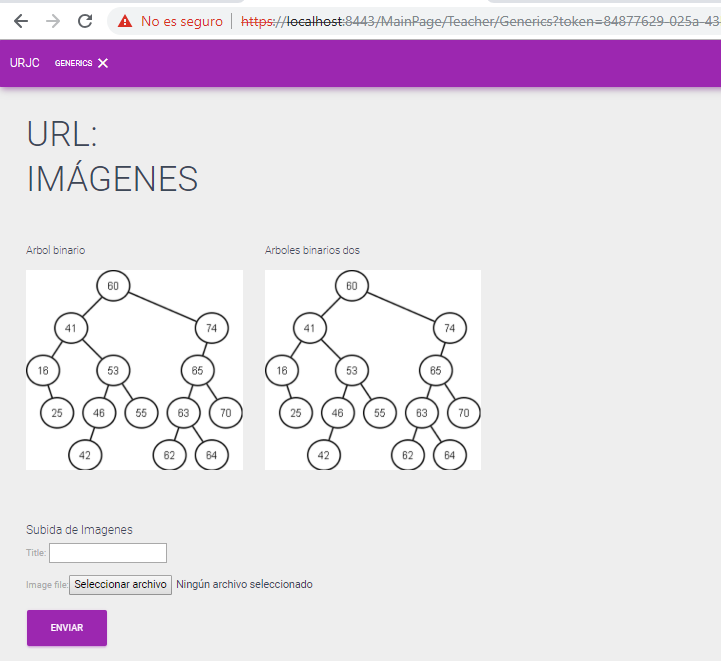 No es seguro | https://localhost:8443/MainPage/Teacher/Generics?token=84877629-025a-43
URJC GENERICS ✕
URL:
IMÁGENES
Arbol binario
Arboles binarios dos
60
41 74
16 53 65
25 46 55 63 70
42 62 64
60
41 74
16 53 65
25 46 55 63 70
42 62 64
Subida de Imagenes
Title:
Image file: Seleccionar archivo Ningún archivo seleccionado
ENVIAR